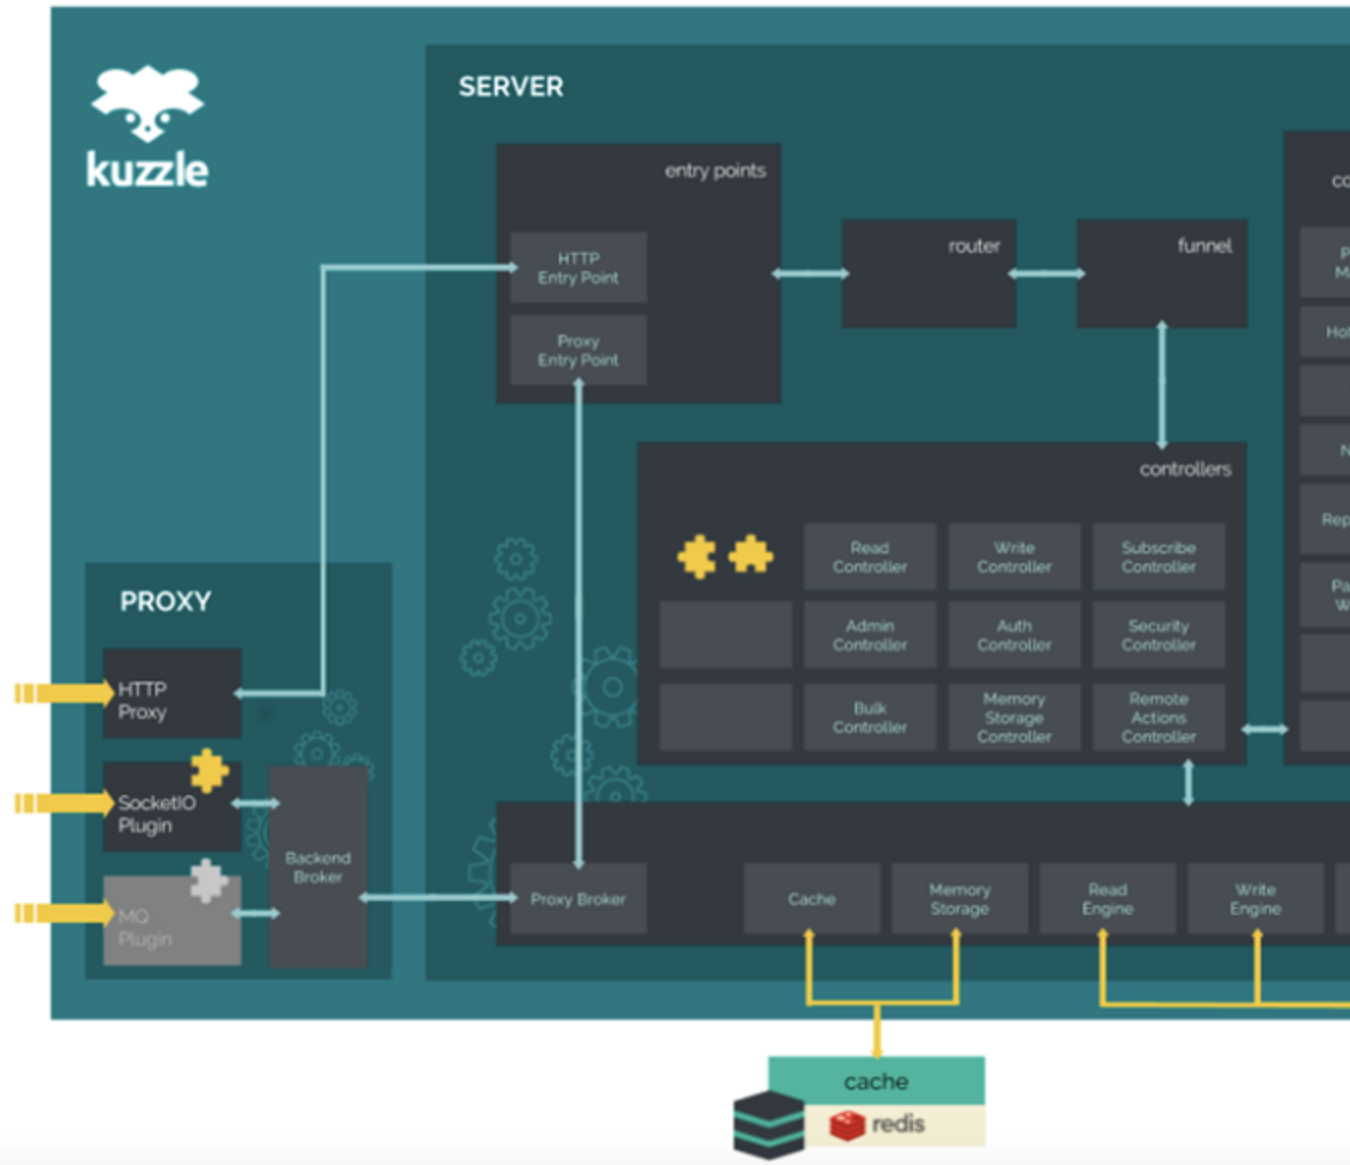 kuzzle
SERVER
entry points
HTTP
Entry Point
Proxy
Entry Point
router
funnel
controllers
Read
Controller
Write
Controller
Subscribe
Controller
Admin
Controller
Auth
Controller
Security
Controller
Bulk
Controller
Memory
Storage
Controller
Remote
Actions
Controller
PROXY
HTTP
Proxy
SocketIO
Plugin
MQ
Plugin
Backend
Broker
Proxy Broker
Cache
Memory
Storage
Read
Engine
Write
Engine
cache
redis